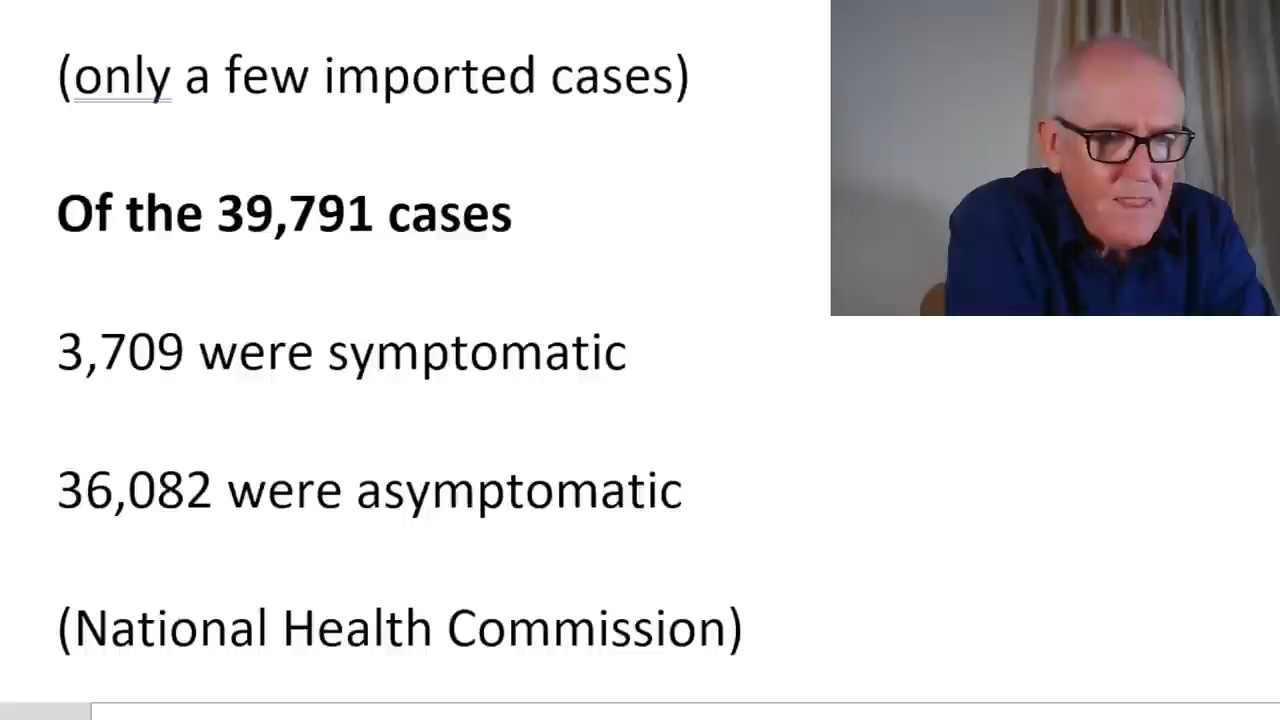 (only a few imported cases)
Of the 39,791 cases
3,709 were symptomatic
36,082 were asymptomatic
(National Health Commission)